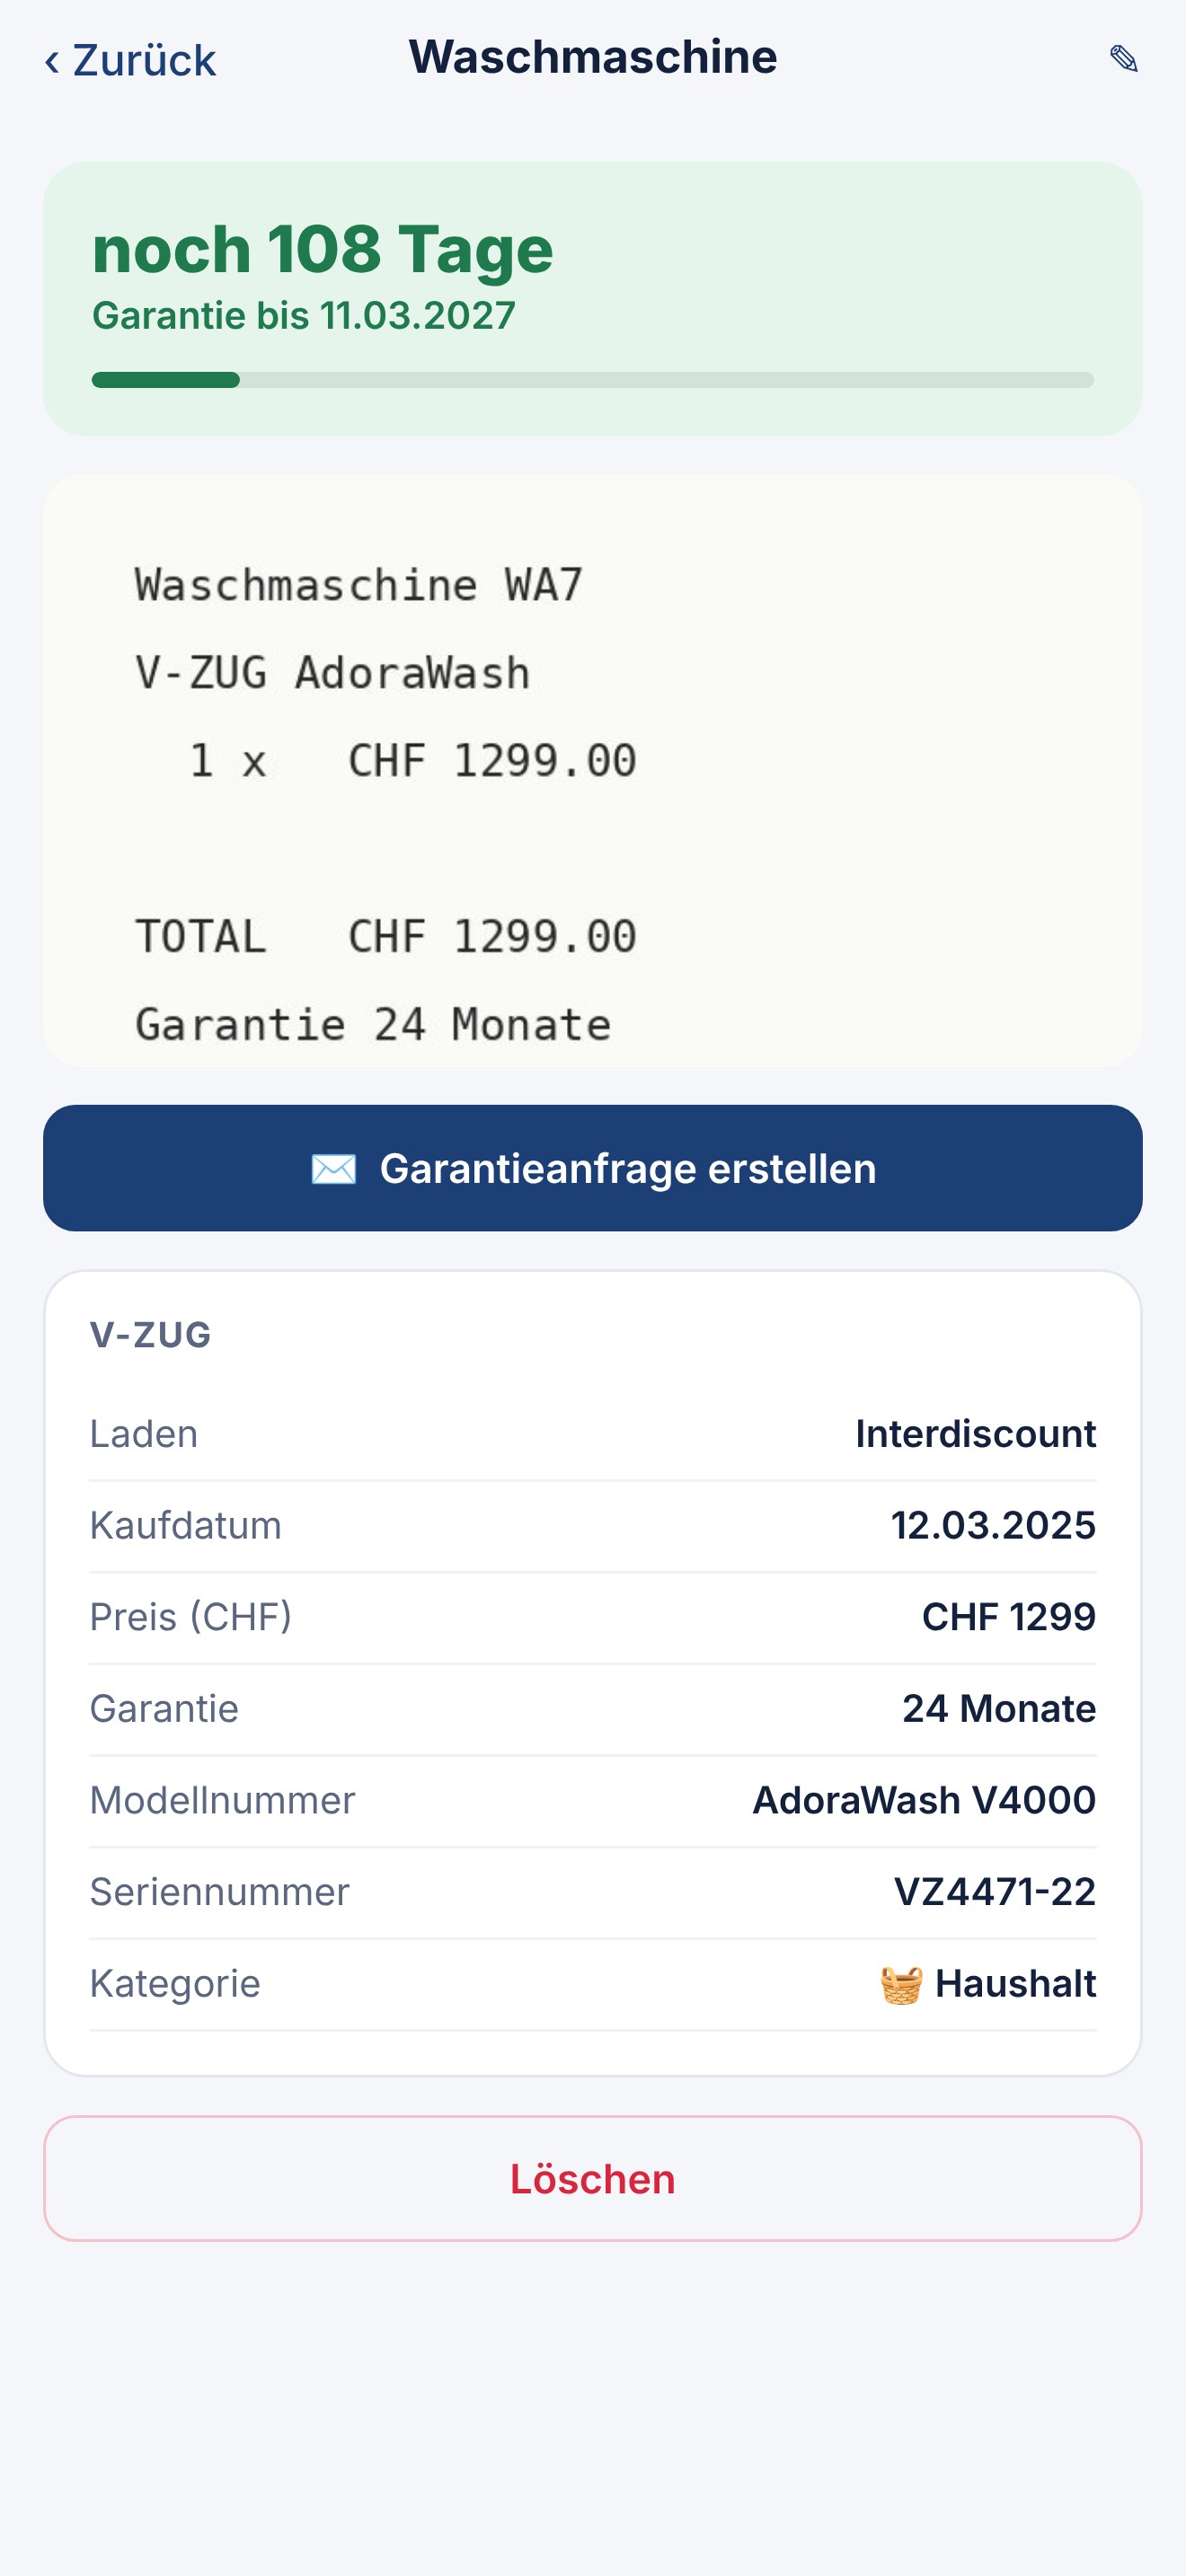 ‹ Zurück
Waschmaschine
✎
noch 108 Tage
Garantie bis 11.03.2027
Waschmaschine WA7
V-ZUG AdoraWash
1 x   CHF 1299.00
TOTAL   CHF 1299.00
Garantie 24 Monate
✉️ Garantieanfrage erstellen
V-ZUG
Laden Interdiscount
Kaufdatum 12.03.2025
Preis (CHF) CHF 1299
Garantie 24 Monate
Modellnummer AdoraWash V4000
Seriennummer VZ4471-22
Kategorie 🧺 Haushalt
Löschen